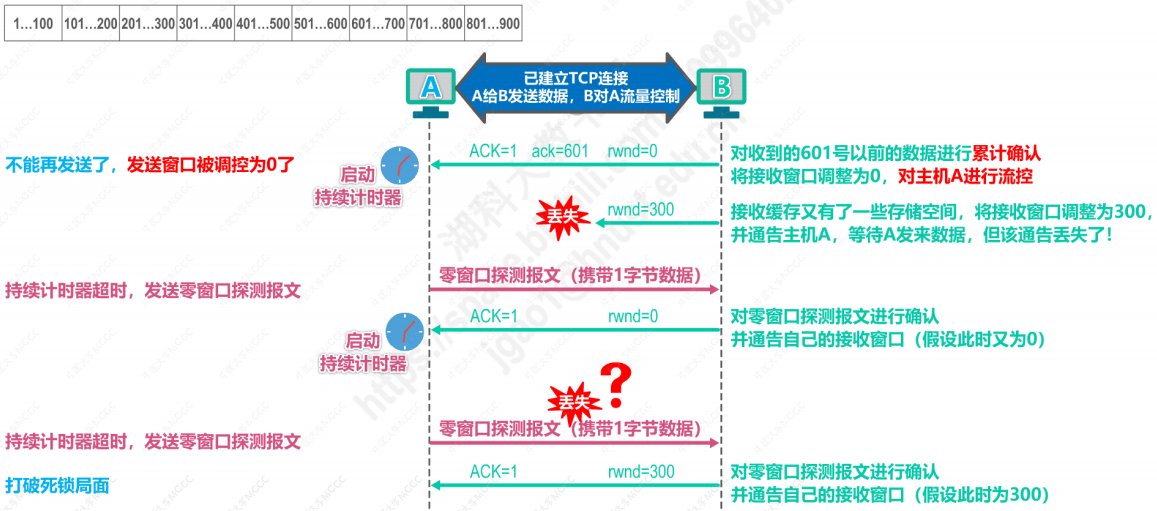 1…100 101…200 201…300 301…400 401…500 501…600 601…700 701…800 801…900
已建立TCP连接
A给B发送数据，B对A流量控制
A
B
不能再发送了，发送窗口被调控为0了
启动
持续计时器
ACK=1 ack=601 rwnd=0
对收到的601号以前的数据进行累计确认
将接收窗口调整为0，对主机A进行流控
丢失
rwnd=300
接收缓存又有了一些存储空间，将接收窗口调整为300，
并通告主机A，等待A发来数据，但该通告丢失了！
持续计时器超时，发送零窗口探测报文
零窗口探测报文（携带1字节数据）
启动
持续计时器
ACK=1 rwnd=0
对零窗口探测报文进行确认
并通告自己的接收窗口（假设此时又为0）
丢失
?
持续计时器超时，发送零窗口探测报文
零窗口探测报文（携带1字节数据）
打破死锁局面
ACK=1 rwnd=300
对零窗口探测报文进行确认
并通告自己的接收窗口（假设此时为300）